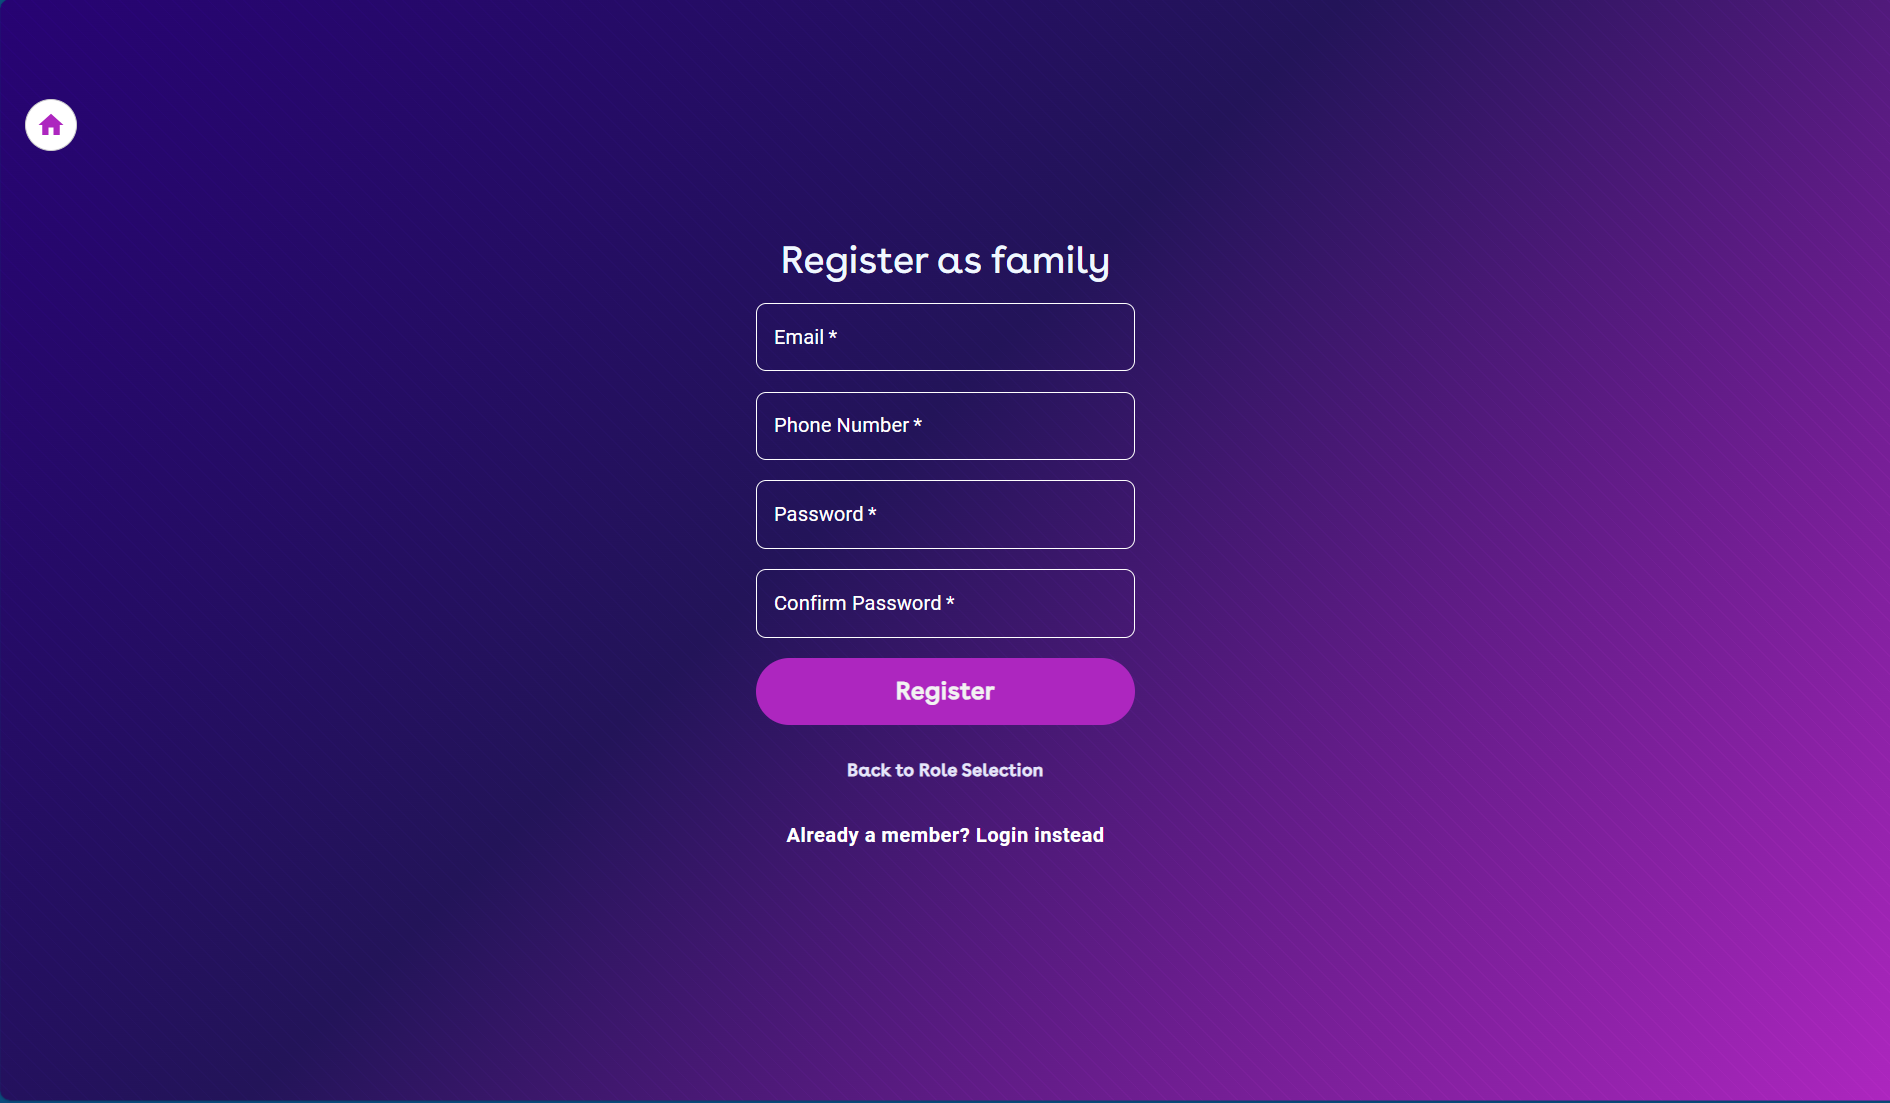 Register as family
Email *
Phone Number *
Password *
Confirm Password *
Register
Back to Role Selection
Already a member? Login instead